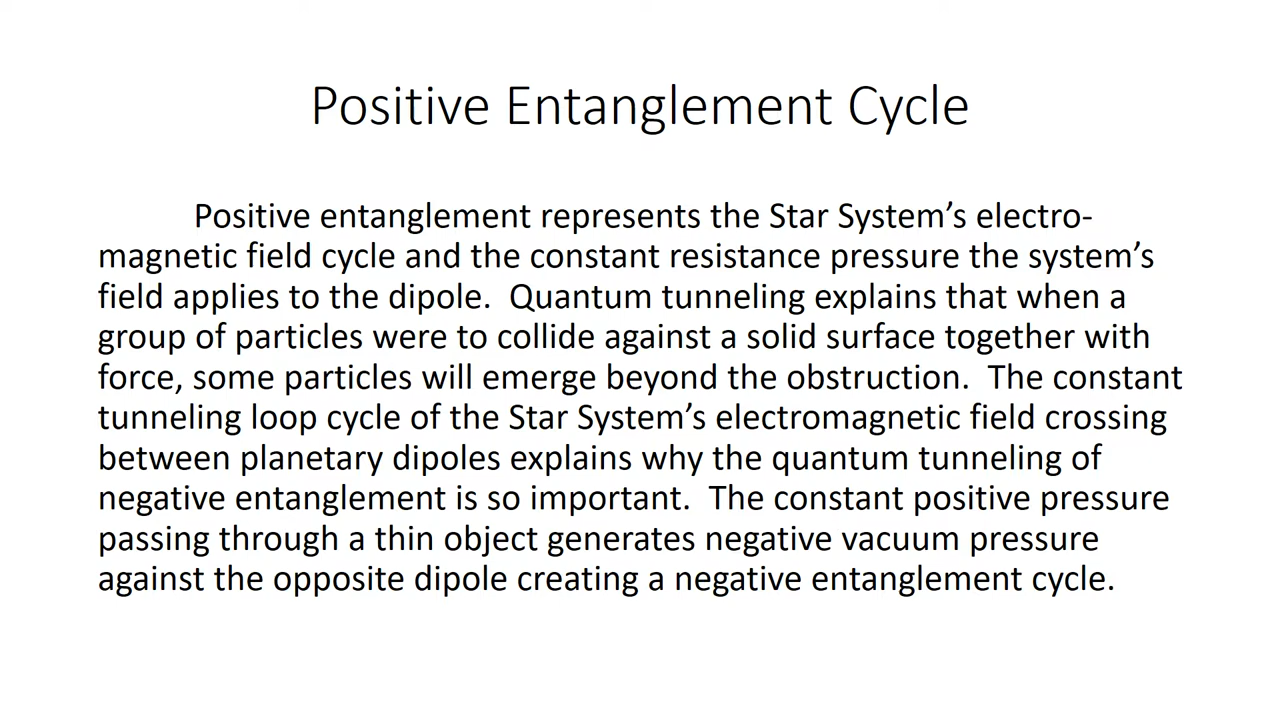 Positive Entanglement Cycle
Positive entanglement represents the Star System’s electro-
magnetic field cycle and the constant resistance pressure the system’s
field applies to the dipole.  Quantum tunneling explains that when a
group of particles were to collide against a solid surface together with
force, some particles will emerge beyond the obstruction.  The constant
tunneling loop cycle of the Star System’s electromagnetic field crossing
between planetary dipoles explains why the quantum tunneling of
negative entanglement is so important.  The constant positive pressure
passing through a thin object generates negative vacuum pressure
against the opposite dipole creating a negative entanglement cycle.